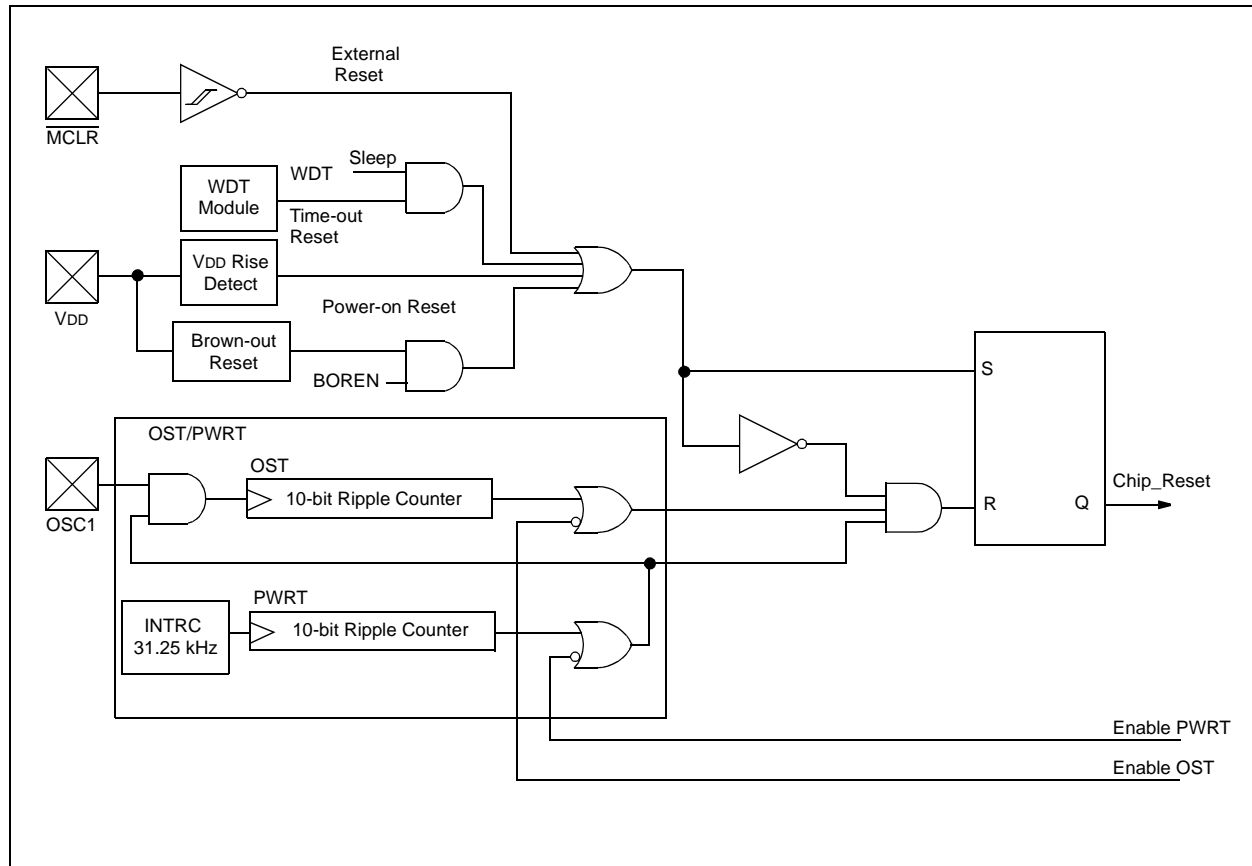 External
Reset
MCLR
Sleep
WDT
WDT
Module
Time-out
Reset
VDD
VDD Rise
Detect
Power-on Reset
Brown-out
Reset
BOREN
S
OST/PWRT
OST
OSC1
10-bit Ripple Counter
Chip_Reset
R
Q
PWRT
INTRC
31.25 kHz
10-bit Ripple Counter
Enable PWRT
Enable OST